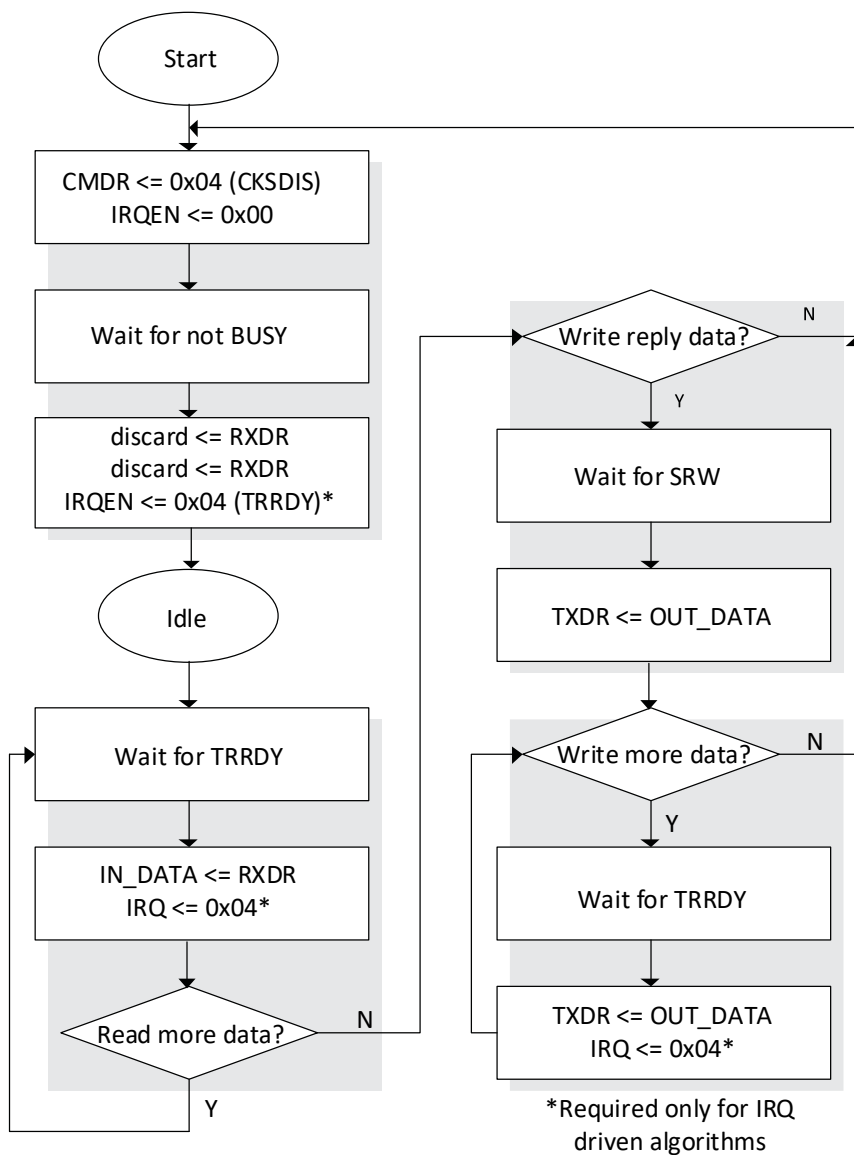 Start
CMDR <= 0x04 (CKSDIS)
IRQEN <= 0x00
Wait for not BUSY
discard <= RXDR
discard <= RXDR
IRQEN <= 0x04 (TRRDY)*
Idle
Wait for TRRDY
IN_DATA <= RXDR
IRQ <= 0x04*
Read more data?
N
Y
Write reply data?
N
Y
Wait for SRW
TXDR <= OUT_DATA
Write more data?
N
Y
Wait for TRRDY
TXDR <= OUT_DATA
IRQ <= 0x04*
*Required only for IRQ
driven algorithms